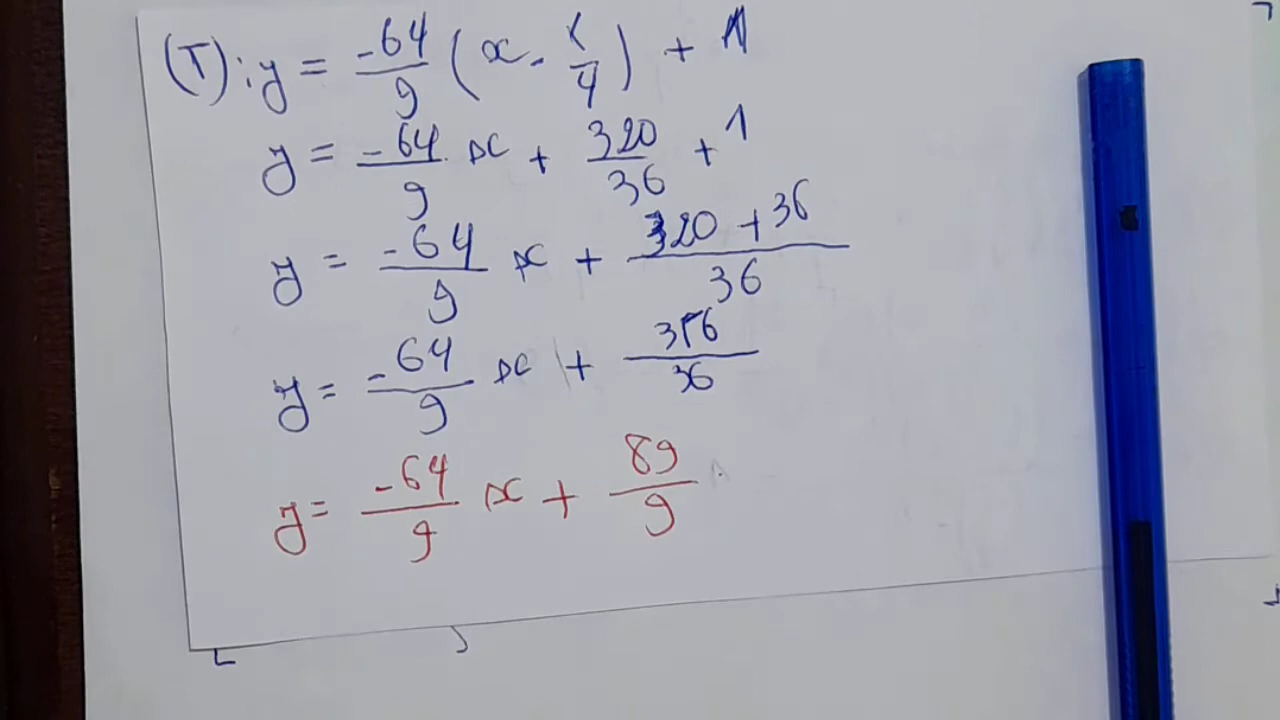 (T): y = -64/9 (x - 5/4) + 1
y = -64/9 x + 320/36 + 1
y = -64/9 x + 320 + 36/36
y = -64/9 x + 356/36
y = -64/9 x + 89/9